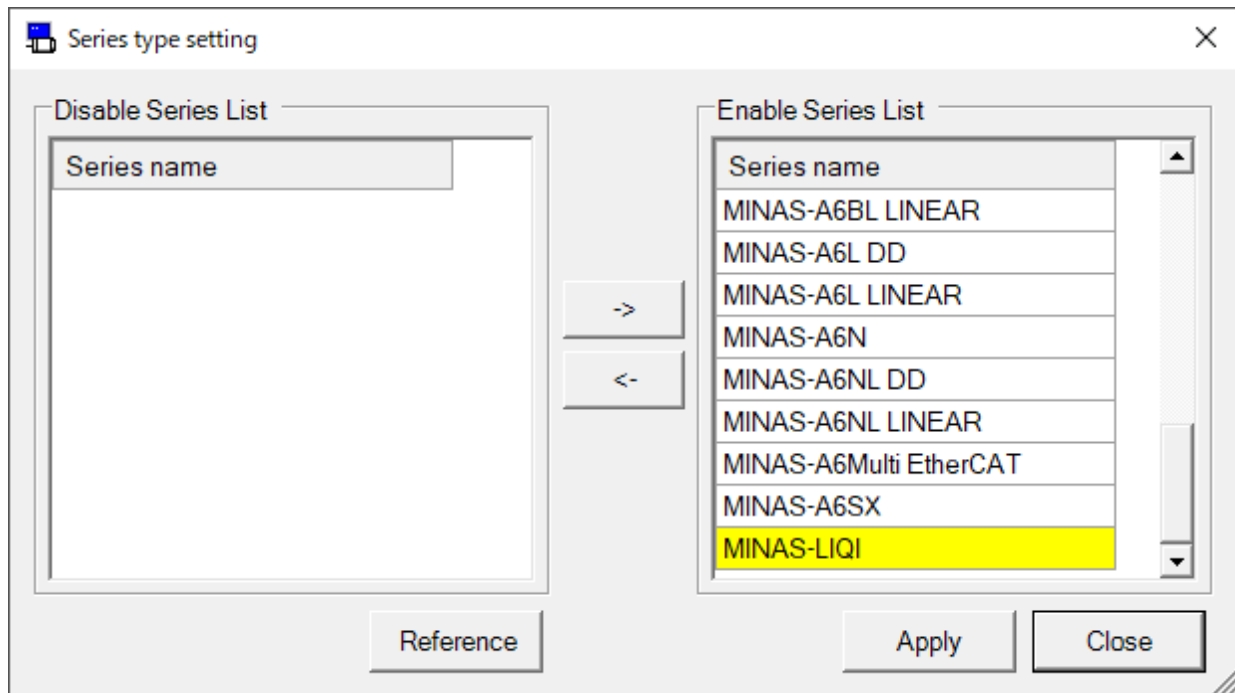 Series type setting
Disable Series List
Series name
->
<-
Enable Series List
Series name
MINAS-A6BL LINEAR
MINAS-A6L DD
MINAS-A6L LINEAR
MINAS-A6N
MINAS-A6NL DD
MINAS-A6NL LINEAR
MINAS-A6Multi EtherCAT
MINAS-A6SX
MINAS-LIQI
Reference
Apply
Close